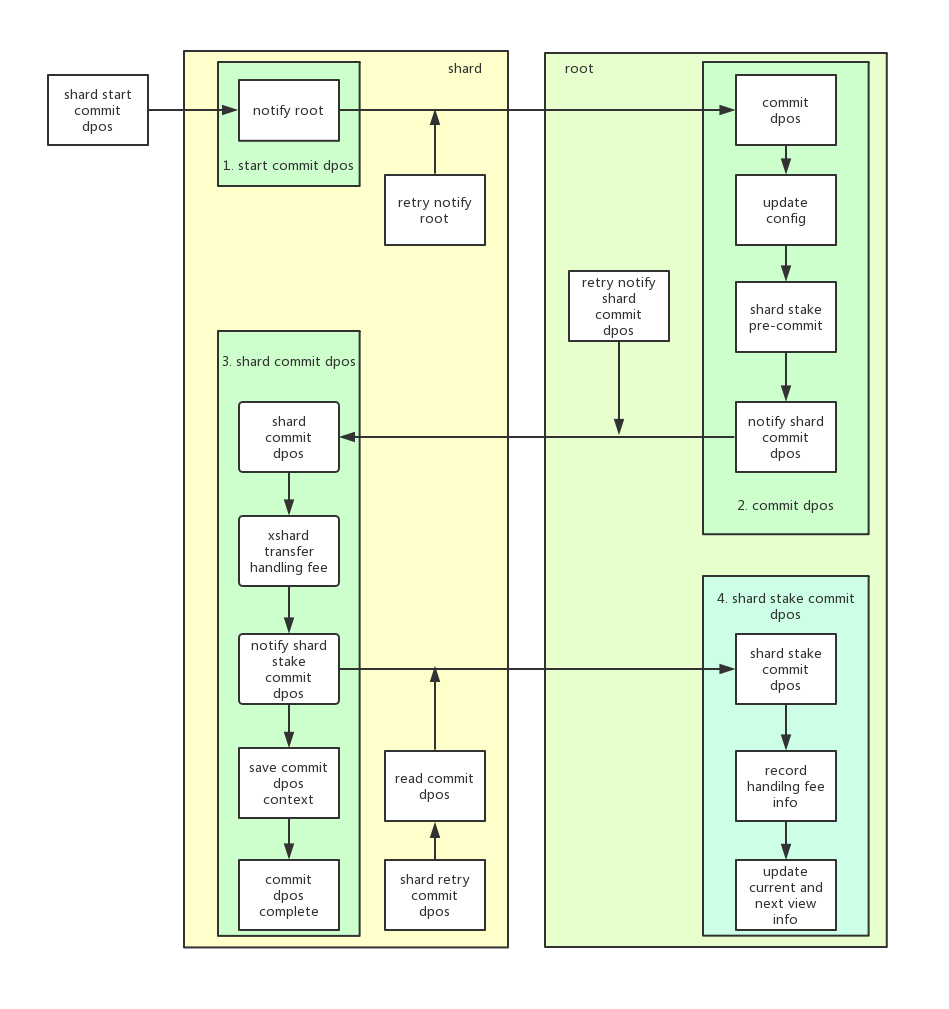 shard
root
shard start
commit
dpos
notify root
commit
dpos
1. start commit dpos
retry notify
root
update
config
retry notify
shard
commit
dpos
shard stake
pre-commit
3. shard commit dpos
shard
commit
dpos
notify shard
commit
dpos
2. commit dpos
xshard
transfer
handling fee
4. shard stake commit
dpos
notify shard
stake
commit
dpos
shard stake
commit
dpos
save commit
dpos
context
read commit
dpos
record
handilng fee
info
commit
dpos
complete
shard retry
commit
dpos
update
current and
next view
info